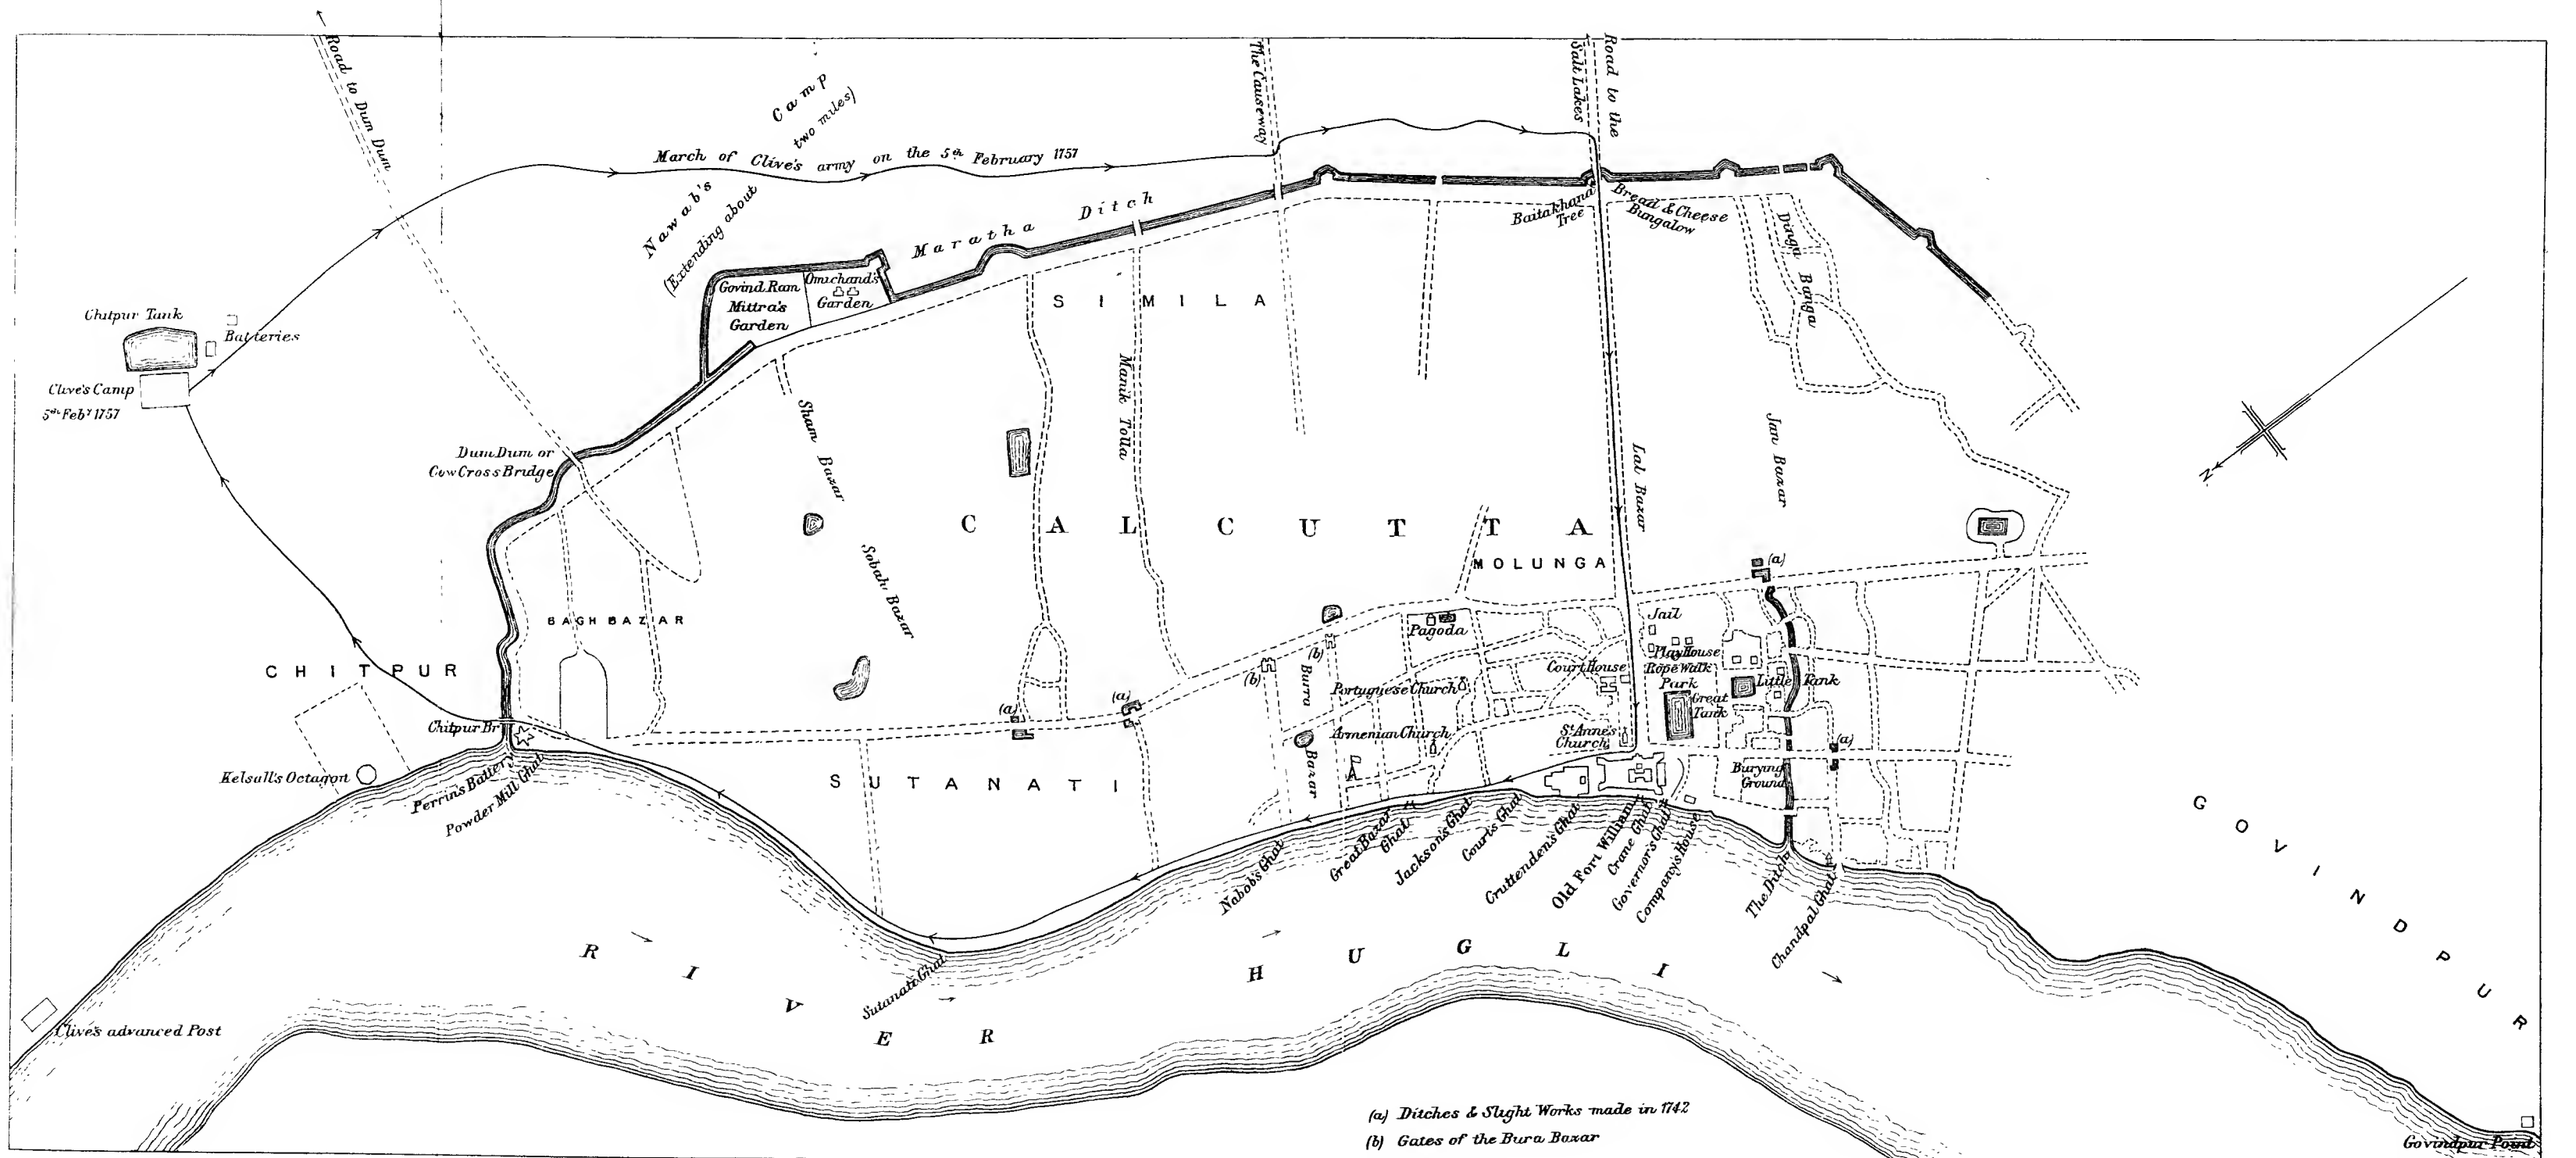 Road to Dum Dum
Camp
two miles)
The Causeway
Road to the
Salt Lakes
March of Clive's army on the 5th February 1757
Nawab's
(Extending about
Maratha Ditch
Baitakhana
Tree
Bread & Cheese
Bungalow
Dinga Banga
Govind Ram
Mittra's
Garden
Omichand's
Garden
SIMILA
Chitpur Tank
Batteries
Clive's Camp
5th Feby 1757
Manik Tolla
Sham Bazar
Dum Dum or
Cow Cross Bridge
Lal Bazar
Jan Bazar
N
CALCUTTA
Sobah Bazar
MOLUNGA
(a)
BAGH BAZAR
CHITPUR
Jail
Pagoda
(b)
(b)
Play House
Court House
Rope Walk
Park
Little Tank
Great
Tank
Burra Bazar
Portuguese Church
(a)
(a)
Chitpur Br
Armenian Church
St Anne's
Church
(a)
Kelsall's Octagon
Perrin's Battery
Powder Mill Ghat
SUTANATI
Burying
Ground
GOVINDPUR
Nabob's Ghat
Great Bazar
Ghat
Jackson's Ghat
Court's Ghat
Cruttenden's Ghat
Old Fort William
Crane Ghat
Governor's Ghat
Company's House
The Ditch
Chandpal Ghat
Sutanati Ghat
RIVER HUGLI
Clive's advanced Post
(a) Ditches & Slight Works made in 1742
(b) Gates of the Bura Bazar
Govindpur Point